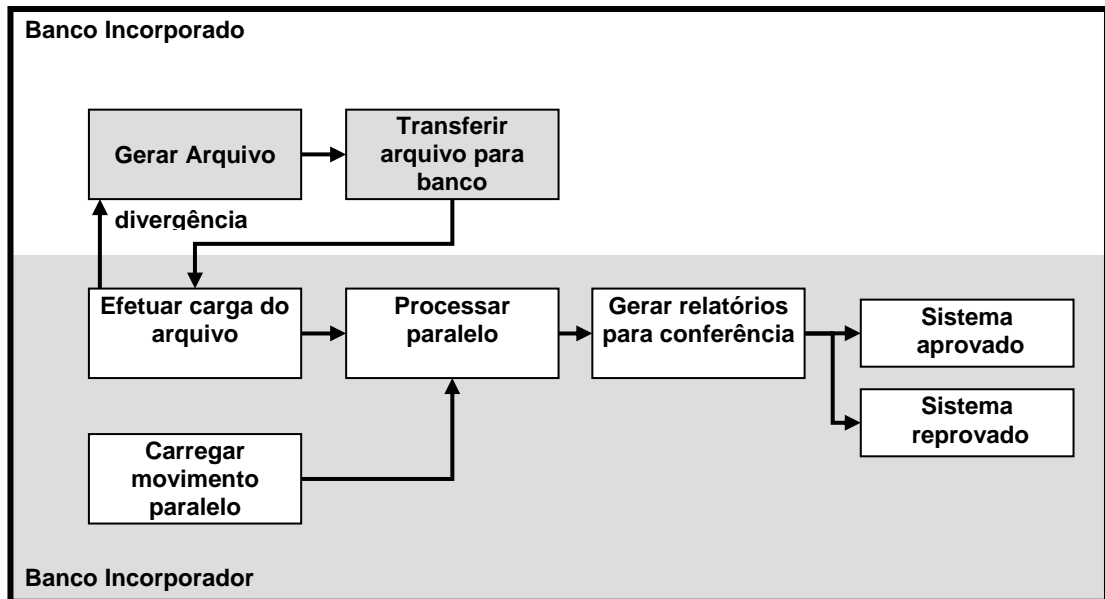 Banco Incorporado
Gerar Arquivo
Transferir
arquivo para
banco
divergência
Efetuar carga do
arquivo
Processar
paralelo
Gerar relatórios
para conferência
Sistema
aprovado
Sistema
reprovado
Carregar
movimento
paralelo
Banco Incorporador